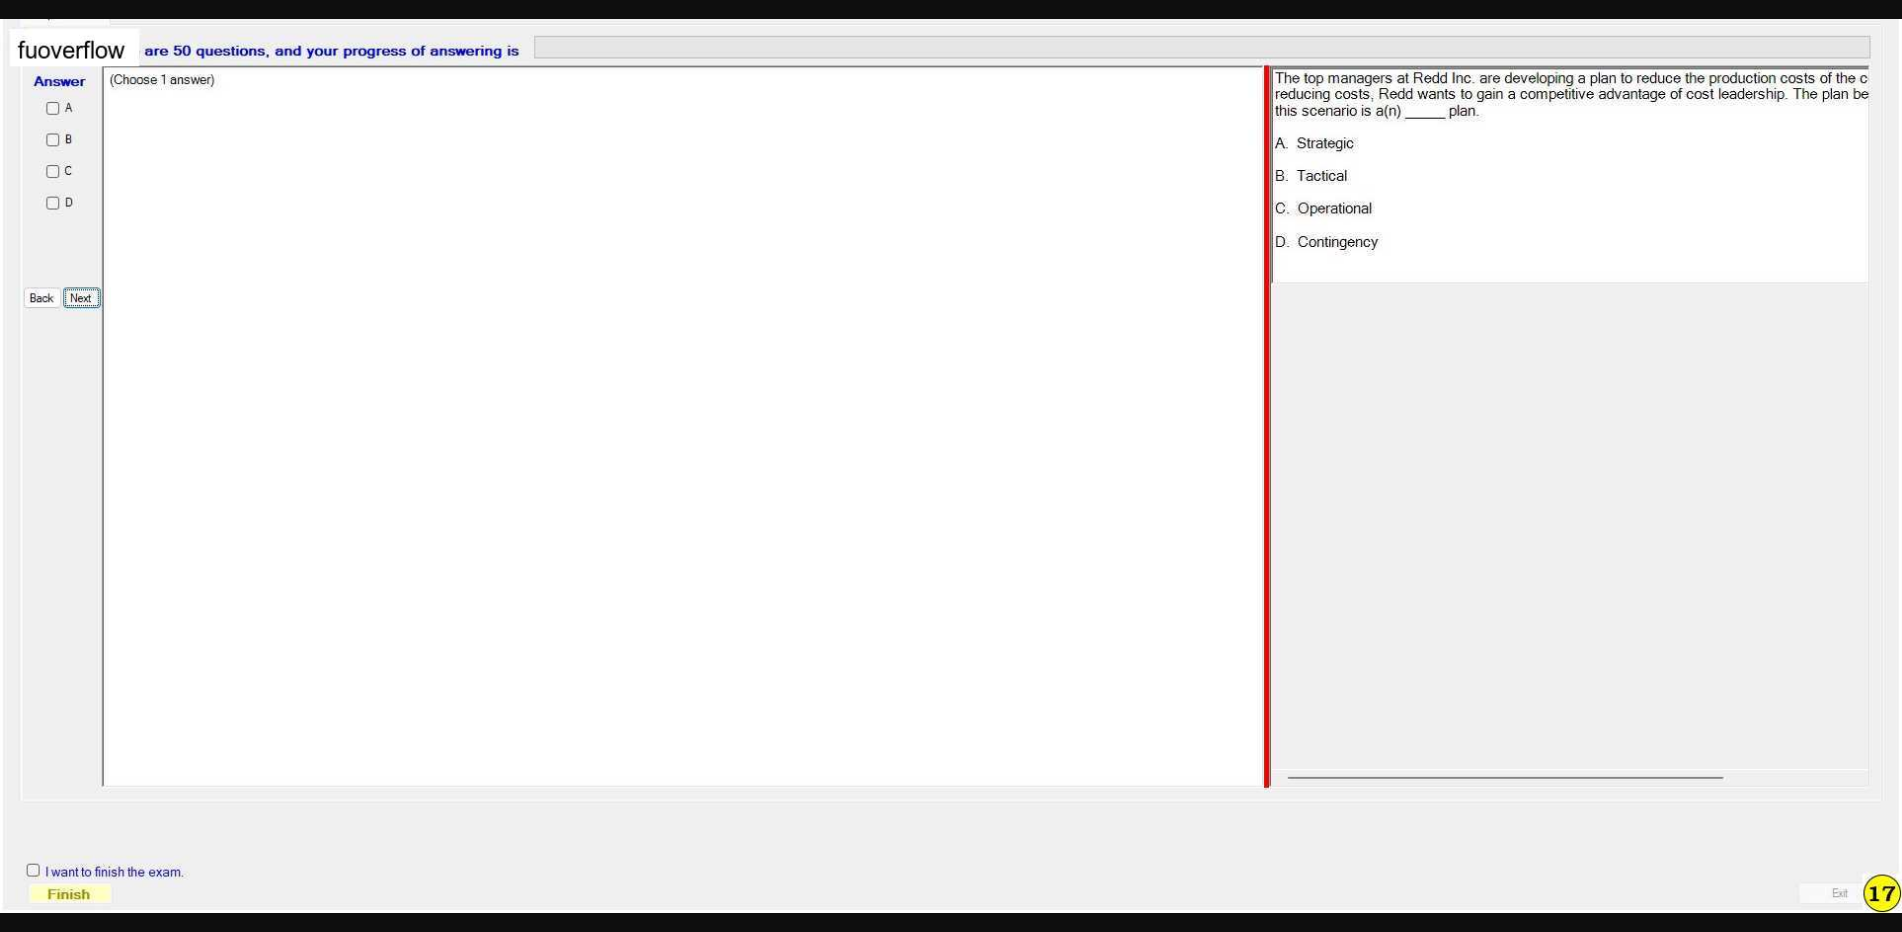 fuoverflow are 50 questions, and your progress of answering is
Answer
(Choose 1 answer)
A
B
C
D
Back Next
The top managers at Redd Inc. are developing a plan to reduce the production costs of the c
reducing costs, Redd wants to gain a competitive advantage of cost leadership. The plan be
this scenario is a(n) _____ plan.
A. Strategic
B. Tactical
C. Operational
D. Contingency
I want to finish the exam.
Finish
Exit
17